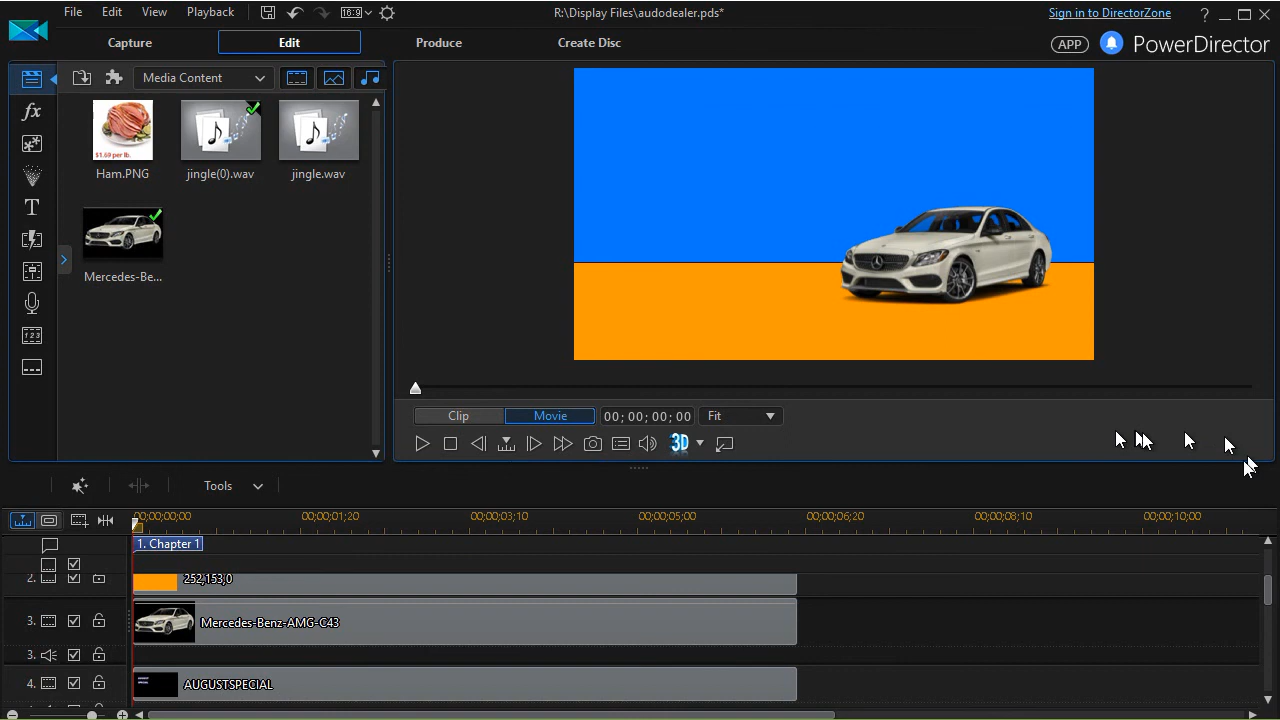 File Edit View Playback 16:9 R:\Display Files\audodealer.pds* Sign in to DirectorZone ?
Capture Edit Produce Create Disc APP PowerDirector
Media Content
fx
$1.69 per lb.
Ham.PNG jingle(0).wav jingle.wav
T
Mercedes-Be...
1 2 3
Clip Movie 00; 00; 00; 00 Fit
3D
Tools
00;00;00;00 00;00;01;20 00;00;03;10 00;00;05;00 00;00;06;20 00;00;08;10 00;00;10;00
1. Chapter 1
2. 252,153,0
3. Mercedes-Benz-AMG-C43
3.
4. AUGUSTSPECIAL